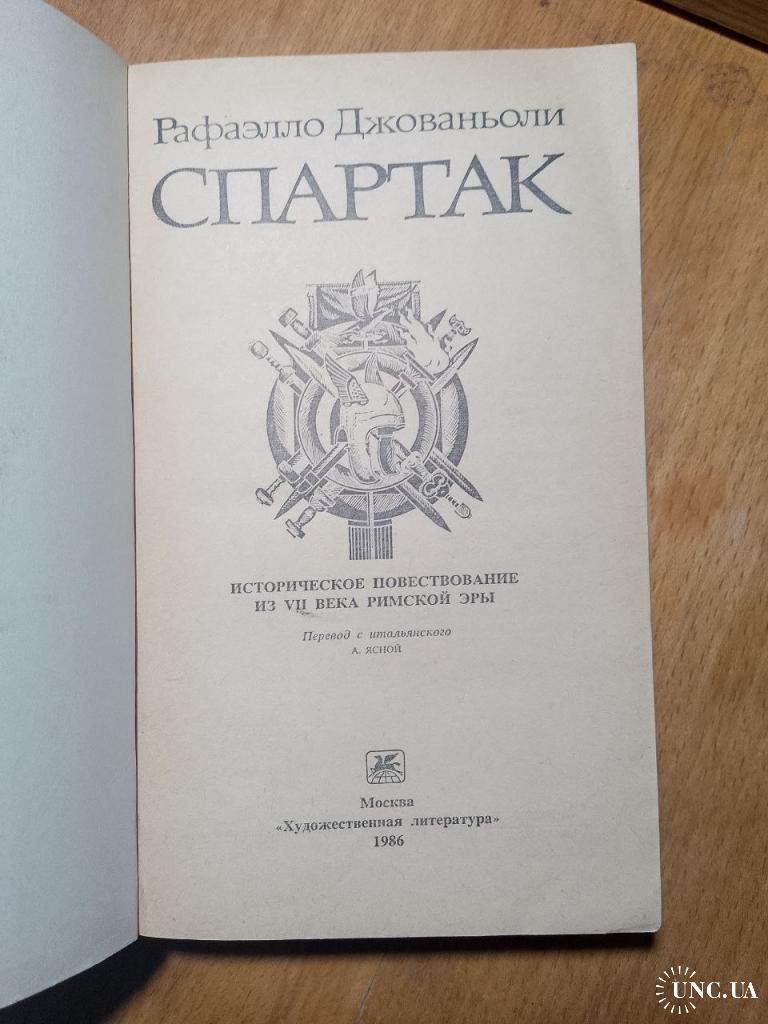 Рафаэлло Джованьоли
СПАРТАК
ИСТОРИЧЕСКОЕ ПОВЕСТВОВАНИЕ
ИЗ VII ВЕКА РИМСКОЙ ЭРЫ
Перевод с итальянского
А. ЯСНОЙ
Москва
«Художественная литература»
1986
UNC.UA